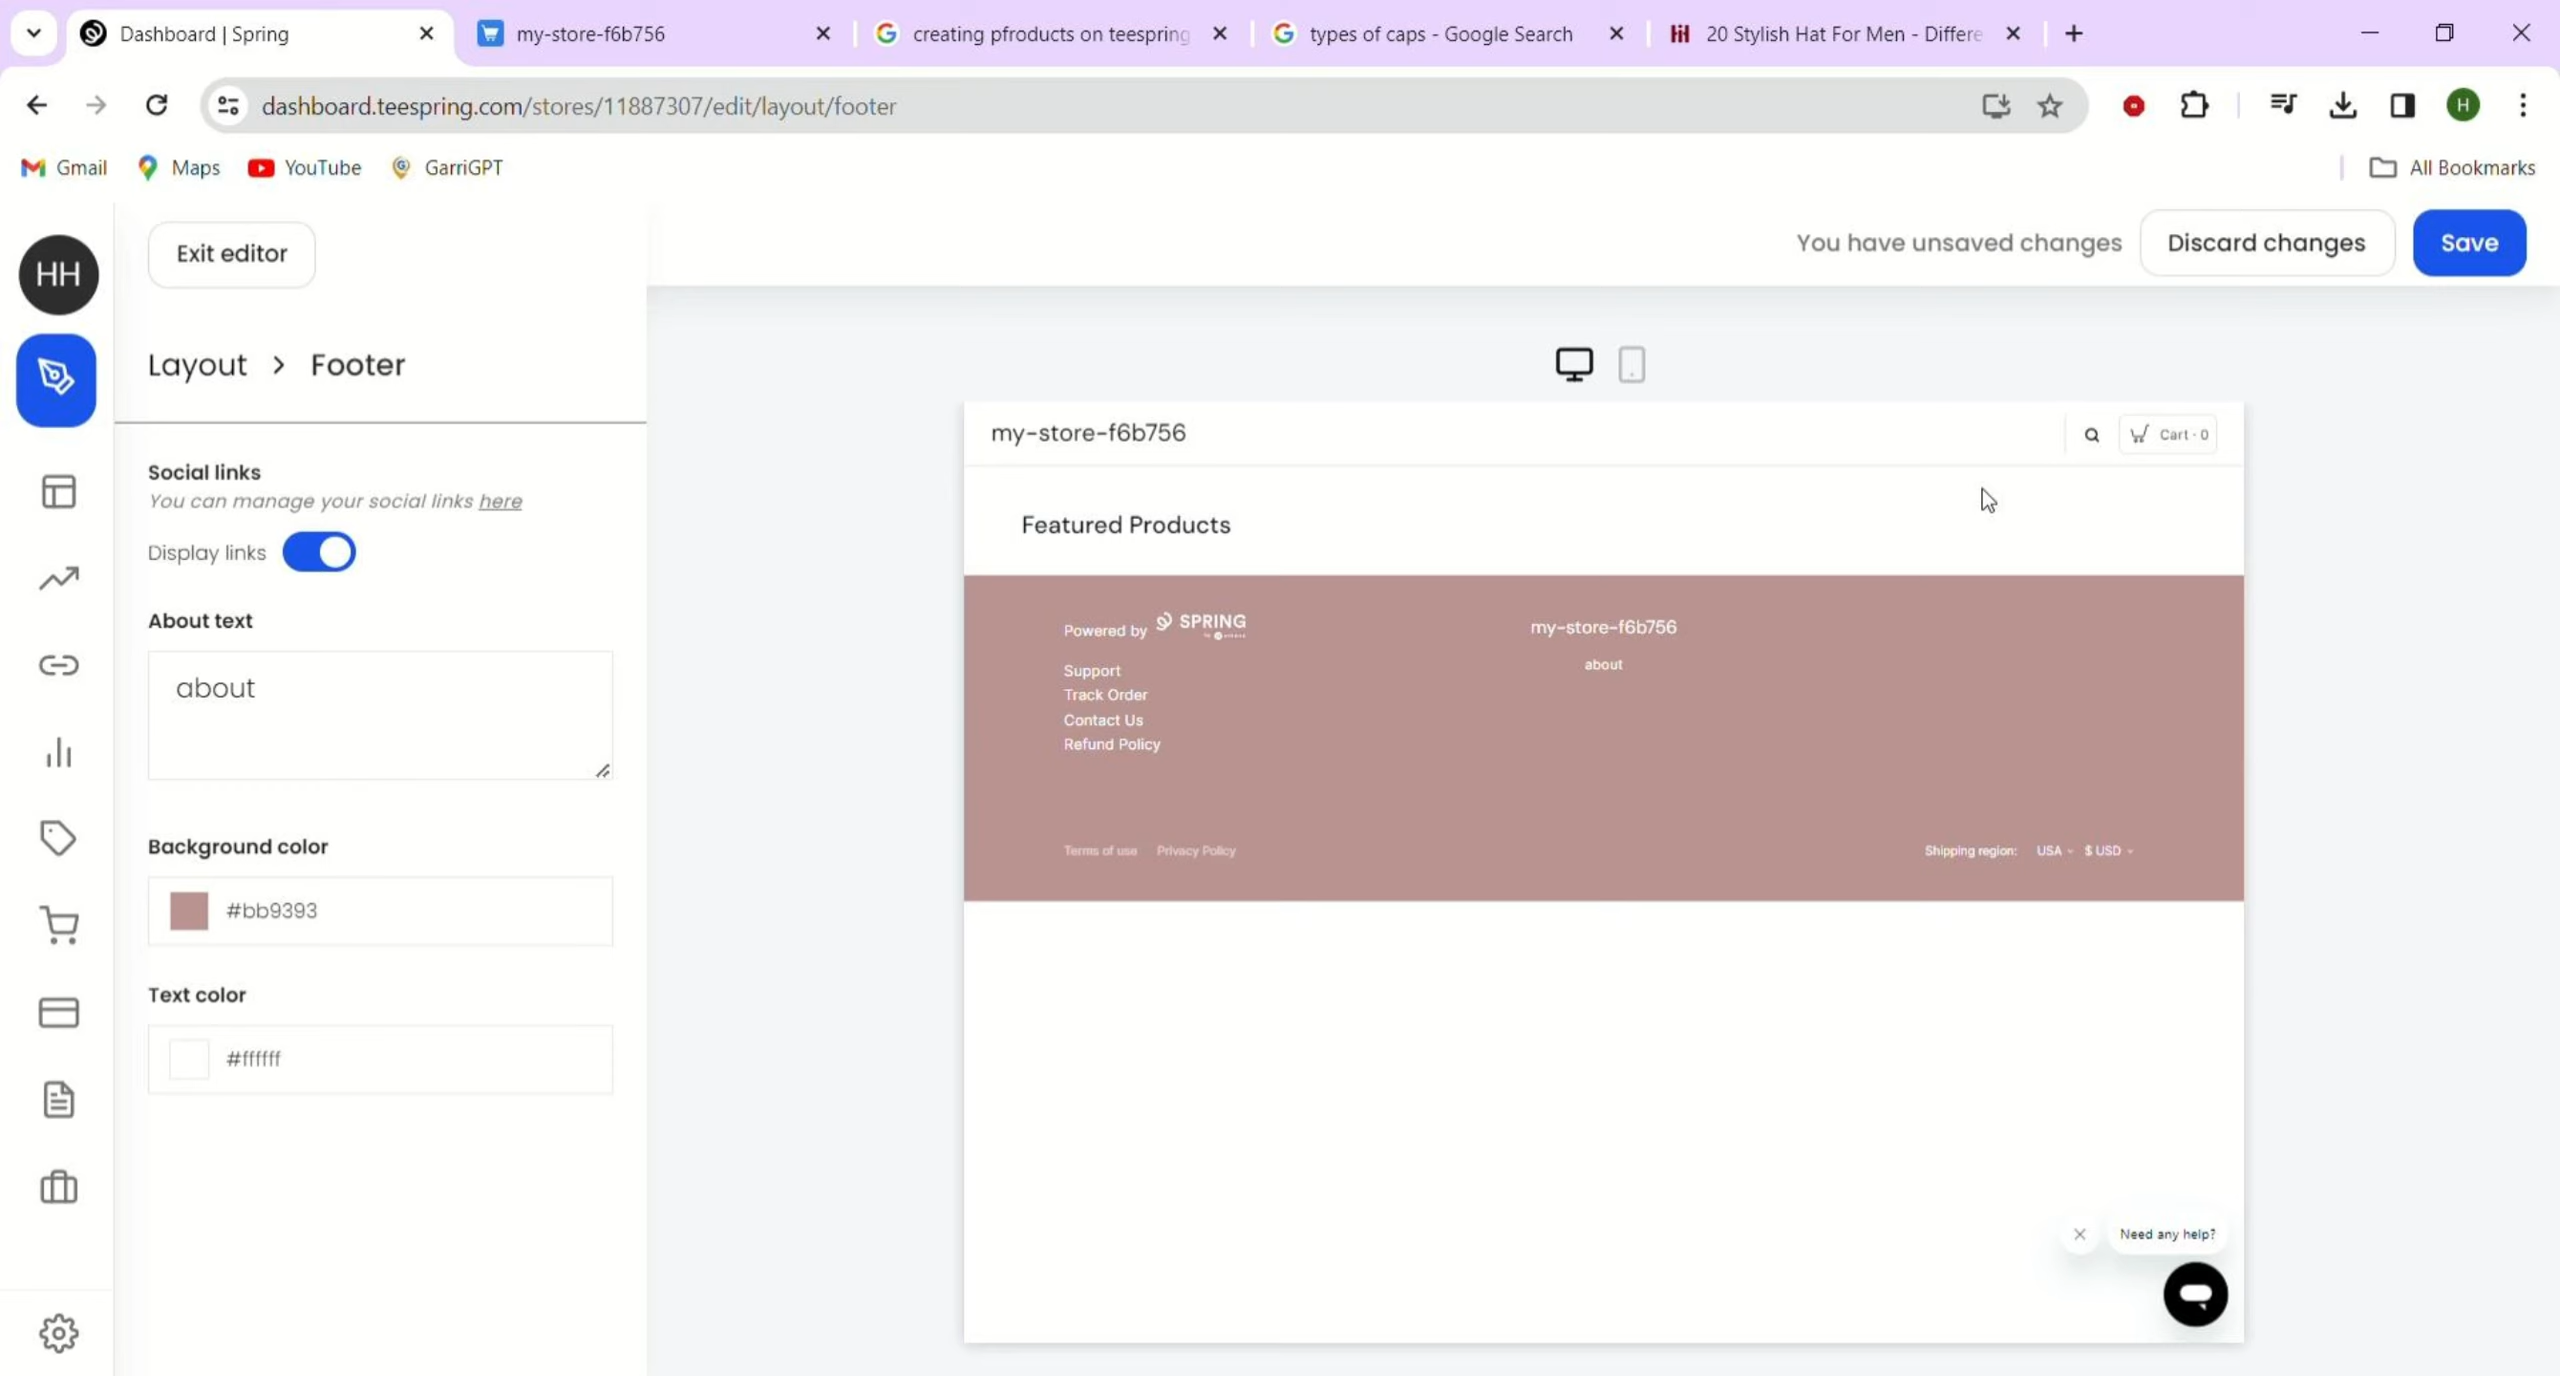 Dashboard | Spring
my-store-f6b756
creating pfroducts on teespring
types of caps - Google Search
20 Stylish Hat For Men - Differe
dashboard.teespring.com/stores/11887307/edit/layout/footer
H
Gmail
Maps
YouTube
GarriGPT
All Bookmarks
HH
Exit editor
You have unsaved changes
Discard changes
Save
Layout > Footer
Social links
You can manage your social links here
Display links
About text
about
Background color
#bb9393
Text color
#ffffff
my-store-f6b756
Cart · 0
Featured Products
Powered by SPRING
Support
Track Order
Contact Us
Refund Policy
my-store-f6b756
about
Terms of use
Privacy Policy
Shipping region:
USA
$ USD
Need any help?